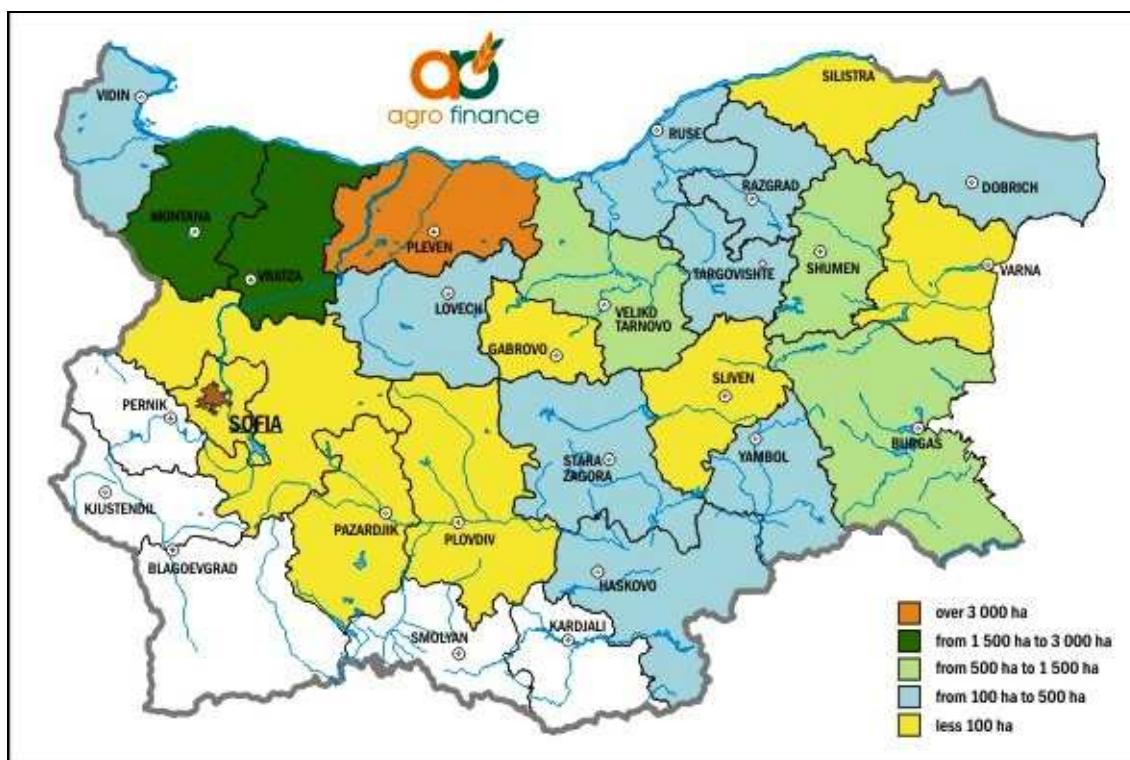 agro finance
SILISTRA
VIDIN
RUSE
RAZGRAD
DOBRICH
MONTANA
PLEVEN
TARGOVISHTE
SHUMEN
VARNA
VRATZA
LOVECH
VELIKO
TARNOVO
GABROVO
SLIVEN
PERNIK
SOFIA
BURGAS
STARA
ZAGORA
YAMBOL
KJUSTENDIL
PAZARDJIK
PLOVDIV
BLAGOEVGRAD
HASKOVO
SMOLYAN
KARDJALI
over 3 000 ha
from 1 500 ha to 3 000 ha
from 500 ha to 1 500 ha
from 100 ha to 500 ha
less 100 ha